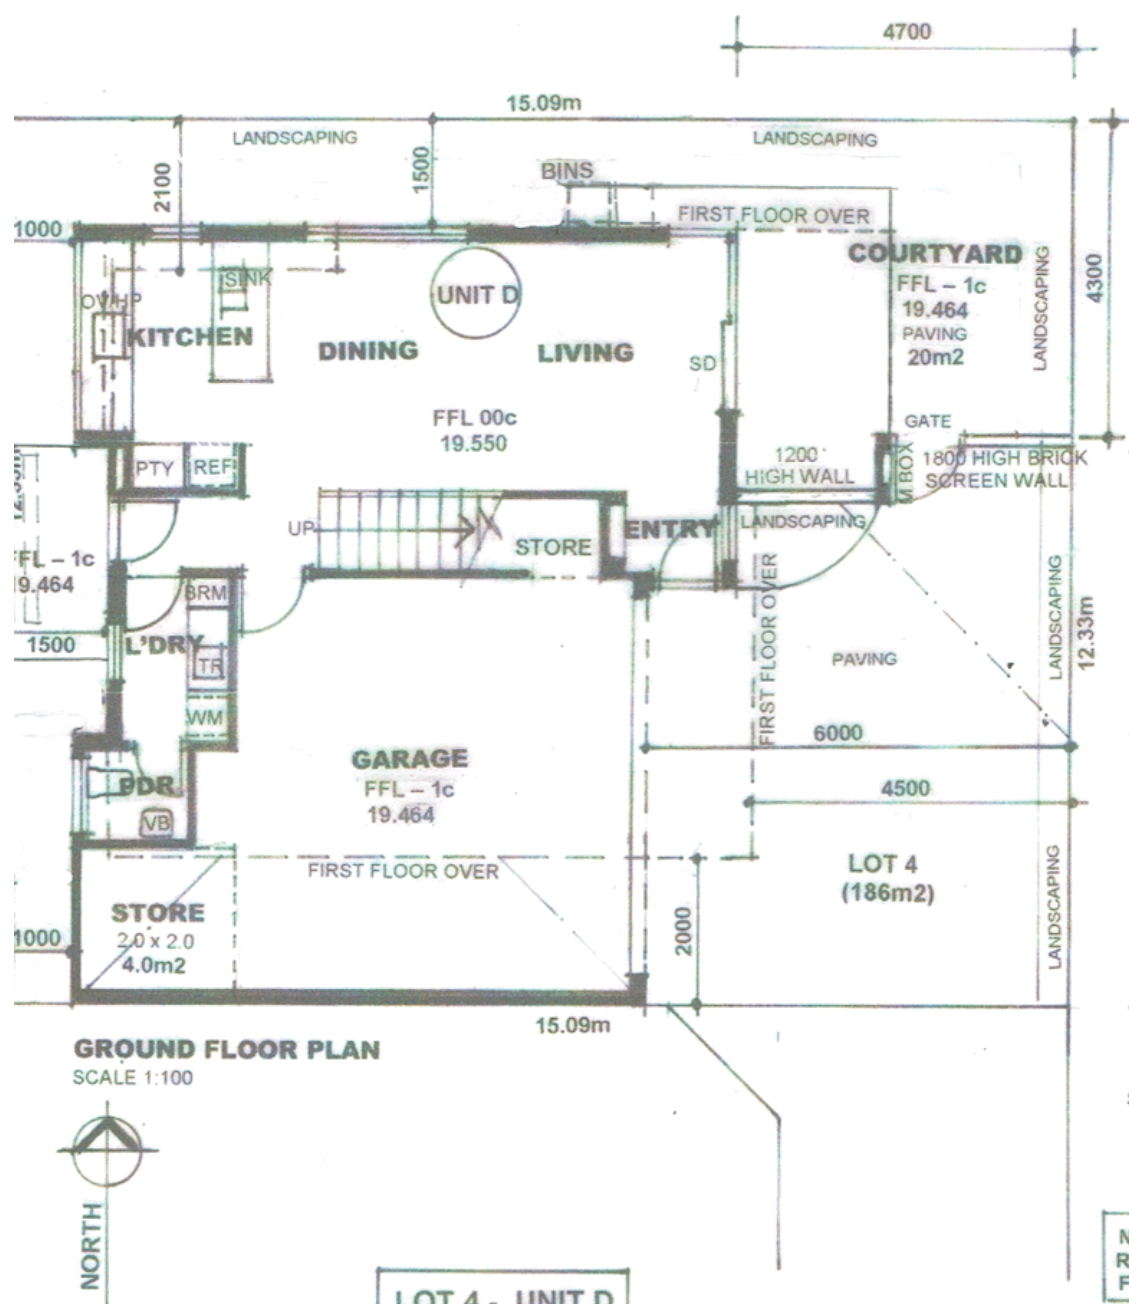 4700
15.09m
LANDSCAPING
LANDSCAPING
2100
1500
BINS
1000
FIRST FLOOR OVER
COURTYARD
FFL – 1c
19.464
PAVING
20m2
LANDSCAPING
4300
SINK
UNIT D
OV/HP
KITCHEN
DINING
LIVING
SD
FFL 00c
19.550
GATE
PTY
REF
1200
HIGH WALL
M BOX
1800 HIGH BRICK
SCREEN WALL
UP
STORE
ENTRY
LANDSCAPING
FFL – 1c
19.464
BRM
FIRST FLOOR OVER
LANDSCAPING
12.33m
1500
L'DRY
TR
PAVING
WM
6000
GARAGE
FFL – 1c
19.464
PDR
VB
4500
FIRST FLOOR OVER
LOT 4
(186m2)
LANDSCAPING
STORE
2.0 x 2.0
4.0m2
1000
2000
15.09m
GROUND FLOOR PLAN
SCALE 1:100
NORTH
LOT 4 - UNIT D
N
R
F